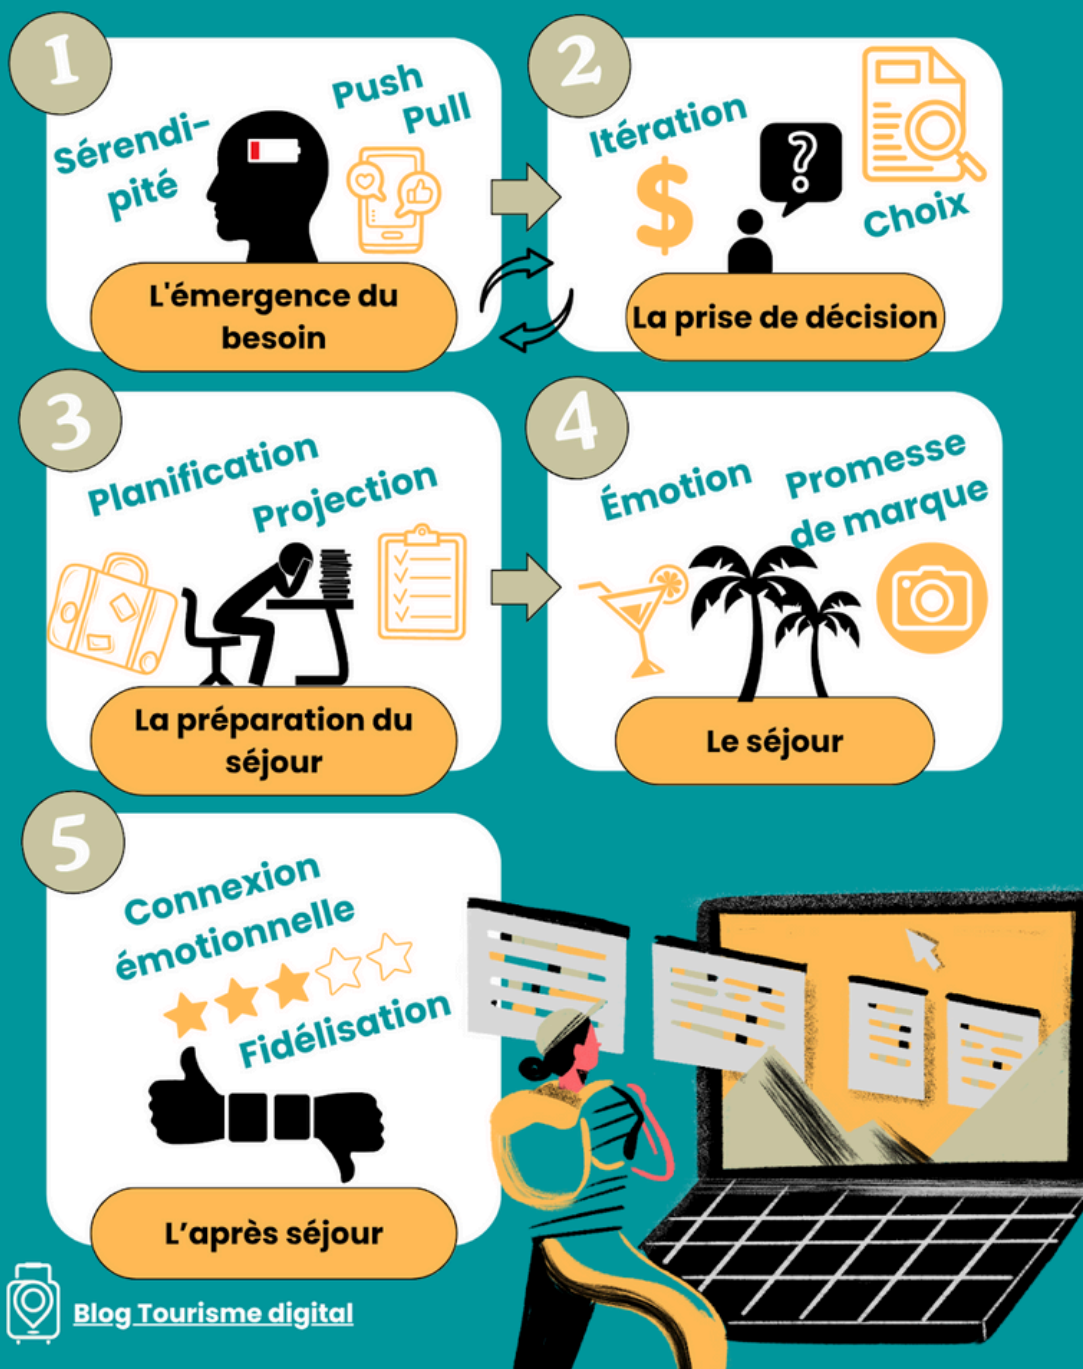 1
Sérendi-
pité
Push
Pull
L'émergence du
besoin
2
Itération
$
?
Choix
La prise de décision
3
Planification
Projection
La préparation du
séjour
4
Émotion
Promesse
de marque
Le séjour
5
Connexion
émotionnelle
Fidélisation
L’après séjour
Blog Tourisme digital